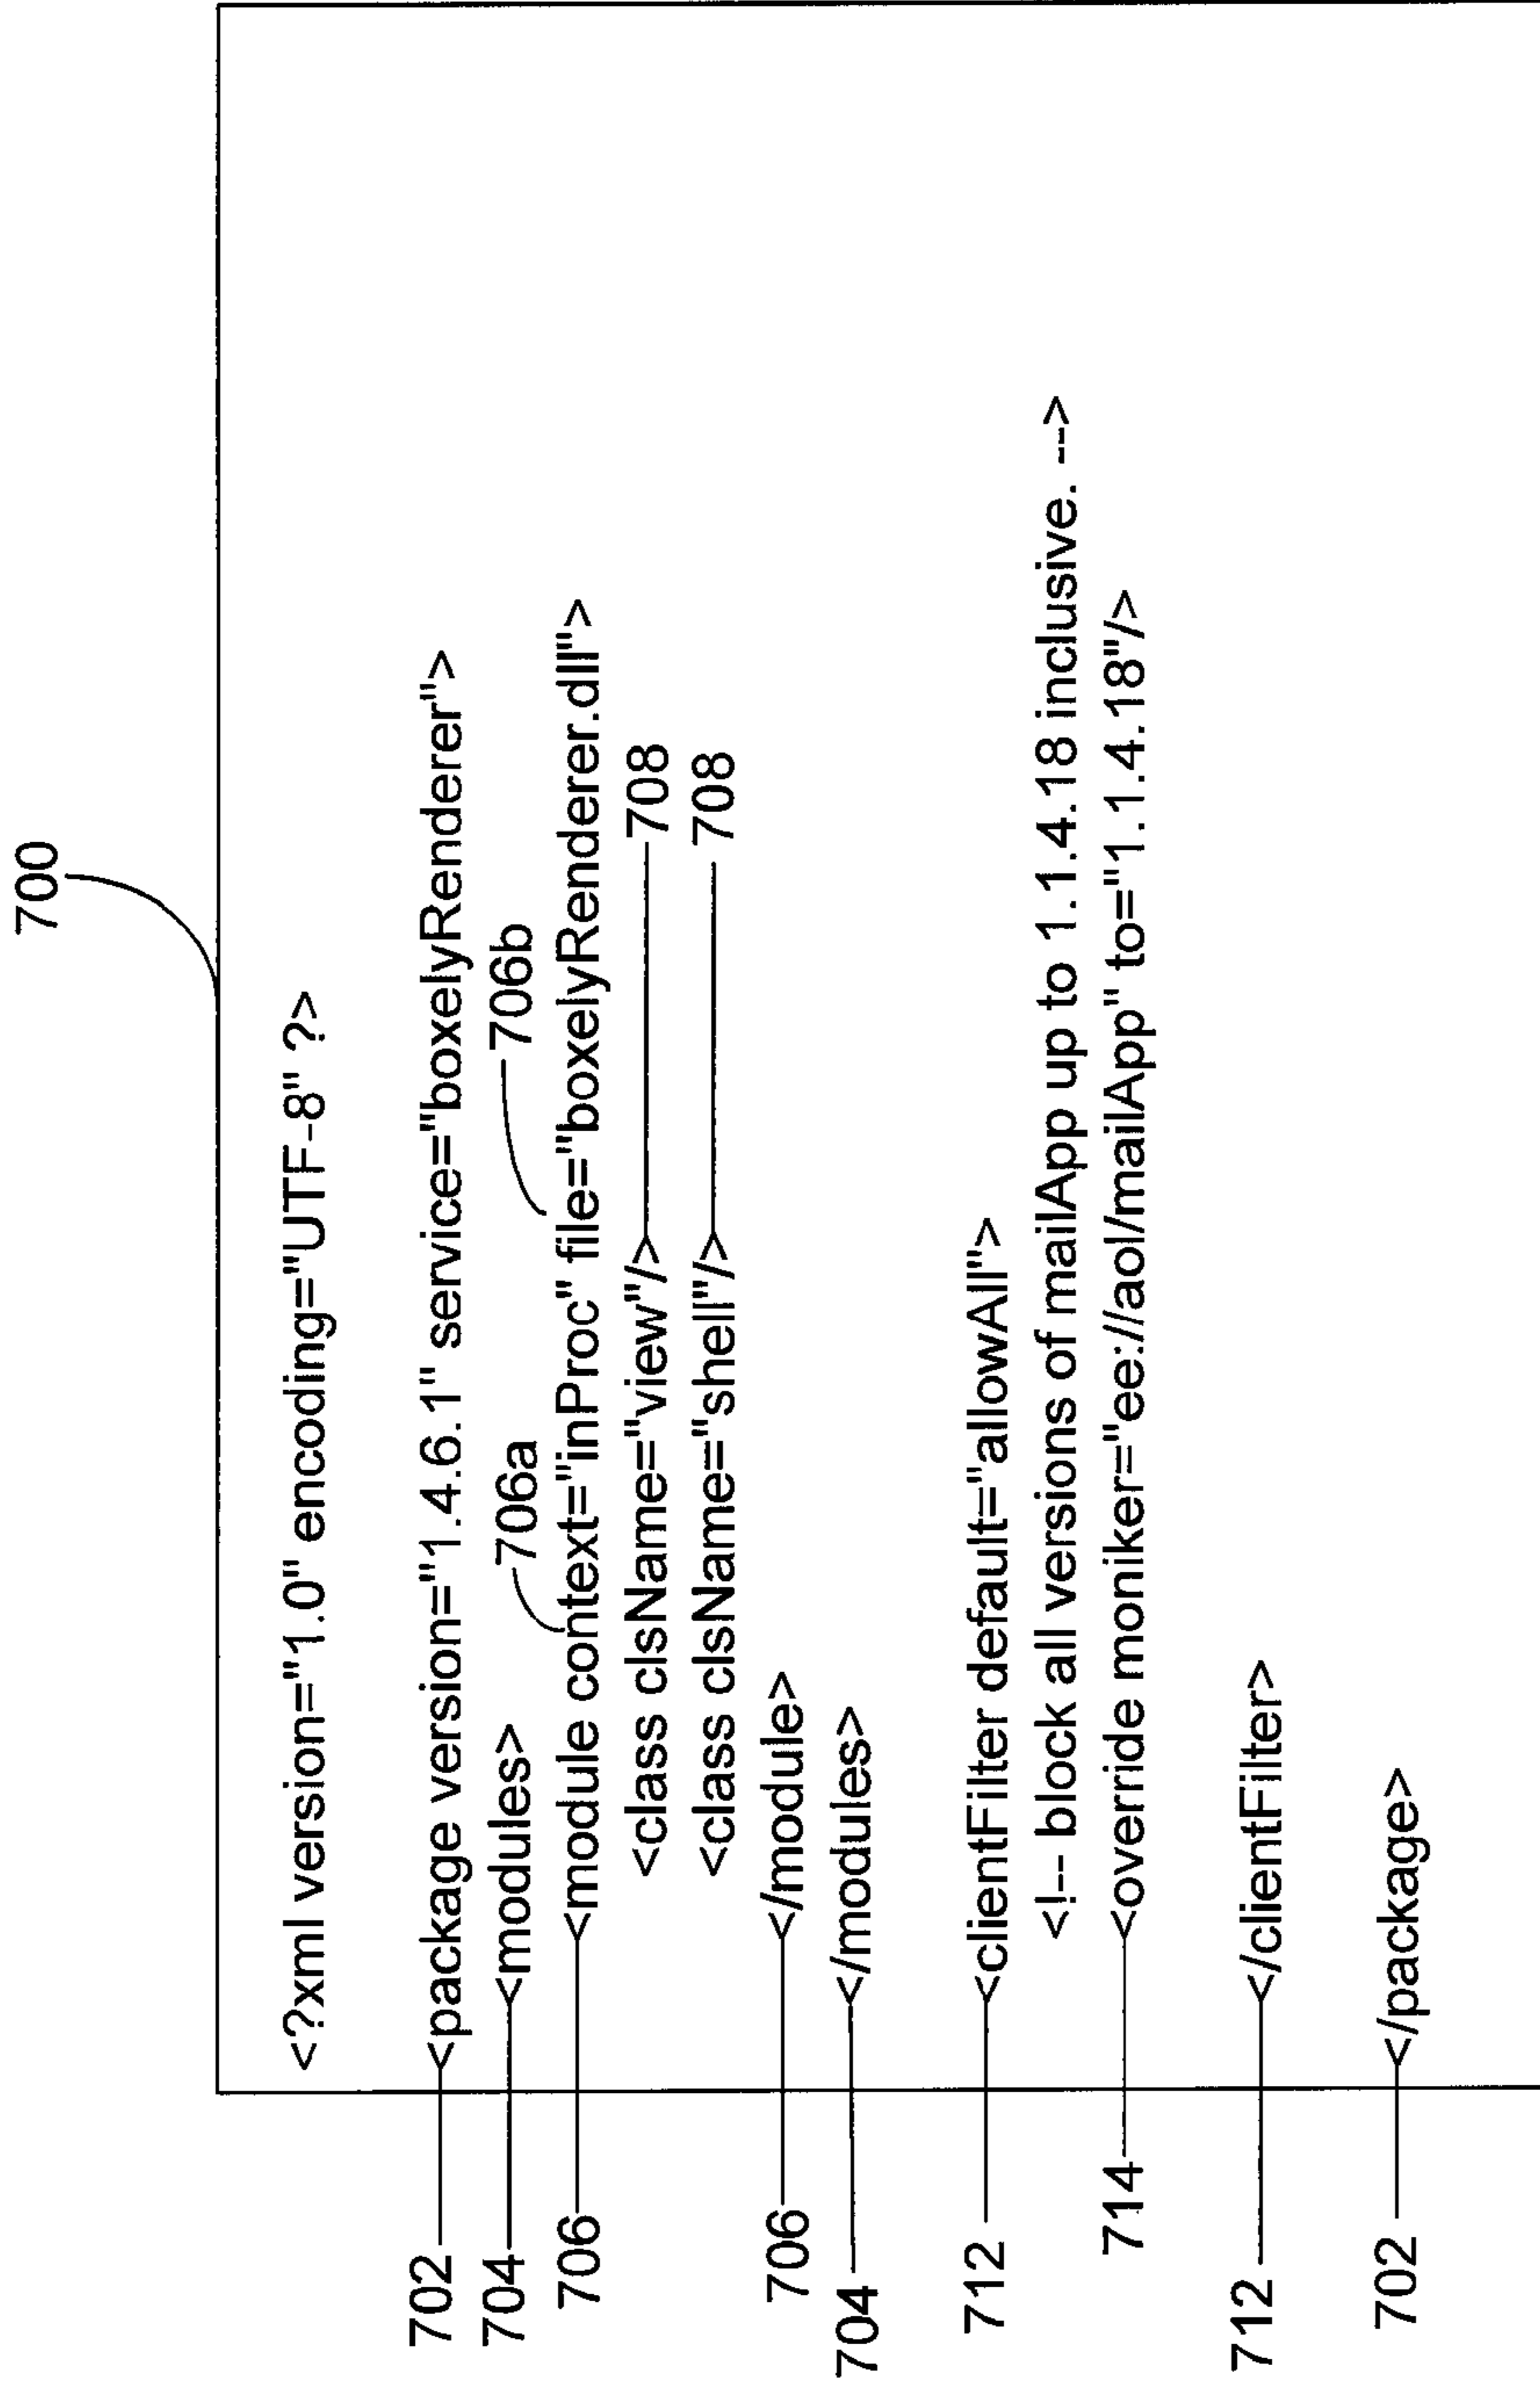 700
<?xml version="1.0" encoding="UTF-8" ?>
702 <package version="1.4.6.1" service="boxelyRenderer">
706a 706b
704 <modules>
706 <module context="inProc" file="boxelyRenderer.dll">
<class clsName="view"/> 708
<class clsName="shell"/> 708
706 </module>
704 </modules>
712 <clientFilter default="allowAll">
<!-- block all versions of mailApp up to 1.1.4.18 inclusive. -->
714 <override moniker="ee://aol/mailApp" to="1.1.4.18"/>
712 </clientFilter>
702 </package>